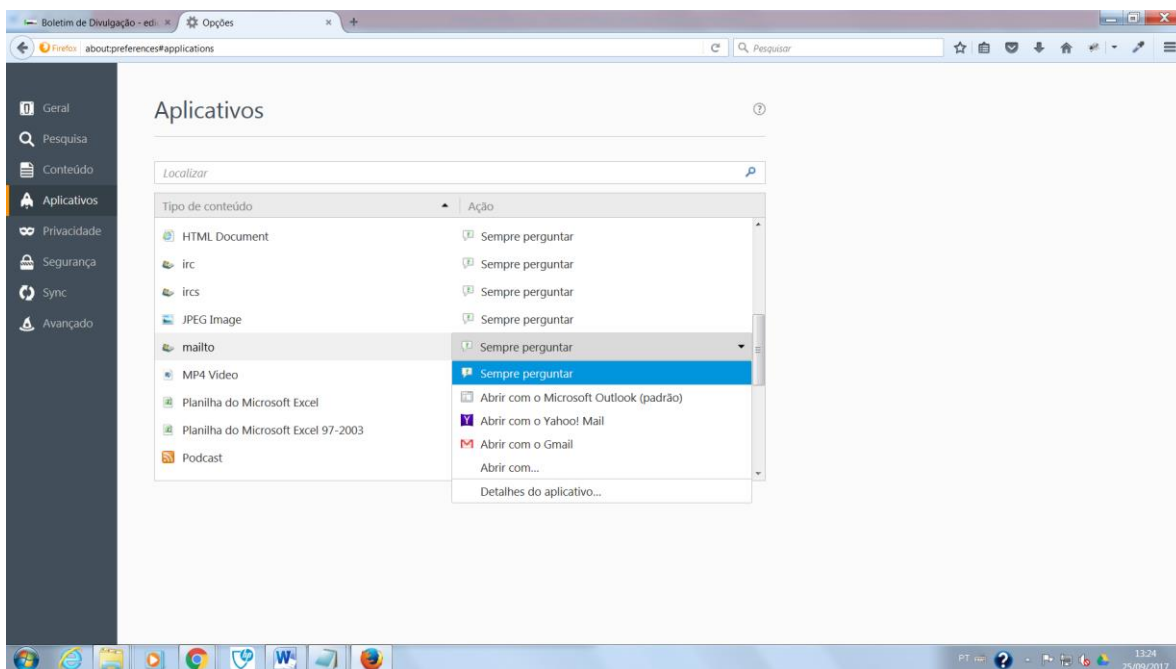 Boletim de Divulgação - edi
Opções
Firefox about:preferences#applications
Pesquisar
Geral
Pesquisa
Conteúdo
Aplicativos
Privacidade
Segurança
Sync
Avançado
Aplicativos
Localizar
Tipo de conteúdo Ação
HTML Document Sempre perguntar
irc Sempre perguntar
ircs Sempre perguntar
JPEG Image Sempre perguntar
mailto Sempre perguntar
MP4 Video Sempre perguntar
Planilha do Microsoft Excel Abrir com o Microsoft Outlook (padrão)
Abrir com o Yahoo! Mail
Planilha do Microsoft Excel 97-2003 Abrir com o Gmail
Podcast Abrir com...
Detalhes do aplicativo...
PT 13:24
25/09/2017